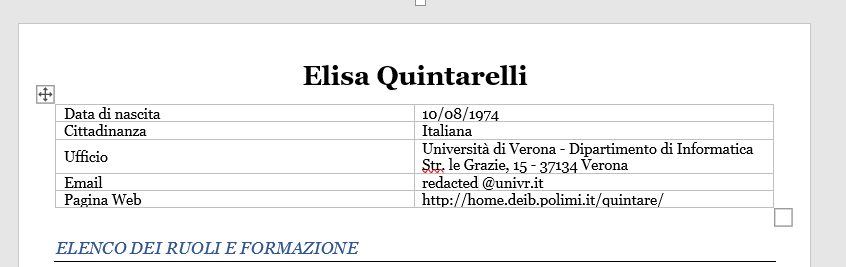 Elisa Quintarelli
Data di nascita 10/08/1974
Cittadinanza Italiana
Ufficio Università di Verona - Dipartimento di Informatica
Str. le Grazie, 15 - 37134 Verona
Email redacted @univr.it
Pagina Web http://home.deib.polimi.it/quintare/
ELENCO DEI RUOLI E FORMAZIONE